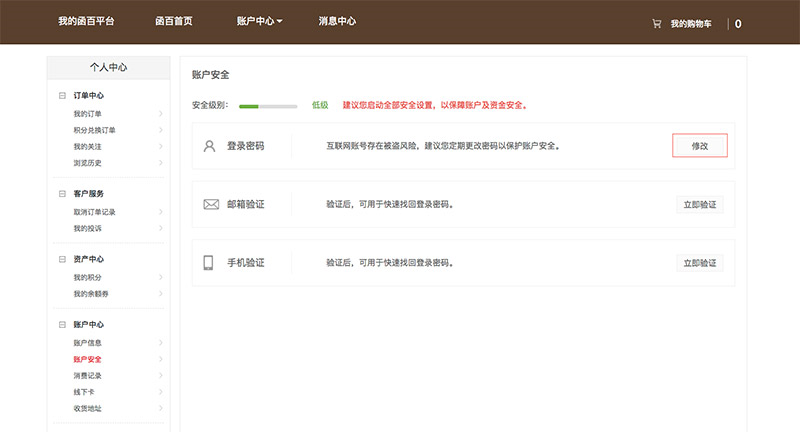 我的函百平台 函百首页 账户中心 消息中心 我的购物车 0
个人中心
订单中心
我的订单
积分兑换订单
我的关注
浏览历史
客户服务
取消订单记录
我的投诉
资产中心
我的积分
我的余额券
账户中心
账户信息
账户安全
消费记录
线下卡
收货地址
账户安全
安全级别： 低级 建议您启动全部安全设置，以保障账户及资金安全。
登录密码 互联网账号存在被盗风险，建议您定期更改密码以保护账户安全。 修改
邮箱验证 验证后，可用于快速找回登录密码。 立即验证
手机验证 验证后，可用于快速找回登录密码。 立即验证